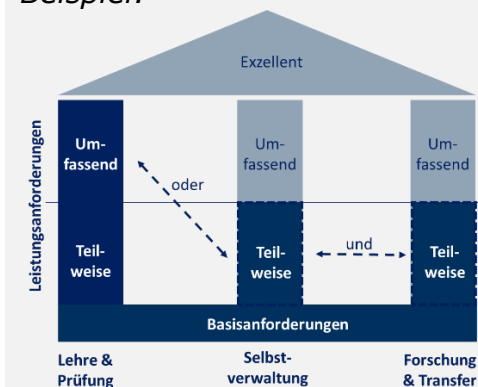 Beispiel:
Exzellent
Leistungsanforderungen
Um-
fassend
Um-
fassend
Um-
fassend
oder
Teil-
weise
Teil-
weise
und
Teil-
weise
Basisanforderungen
Lehre &
Prüfung
Selbst-
verwaltung
Forschung
& Transfer